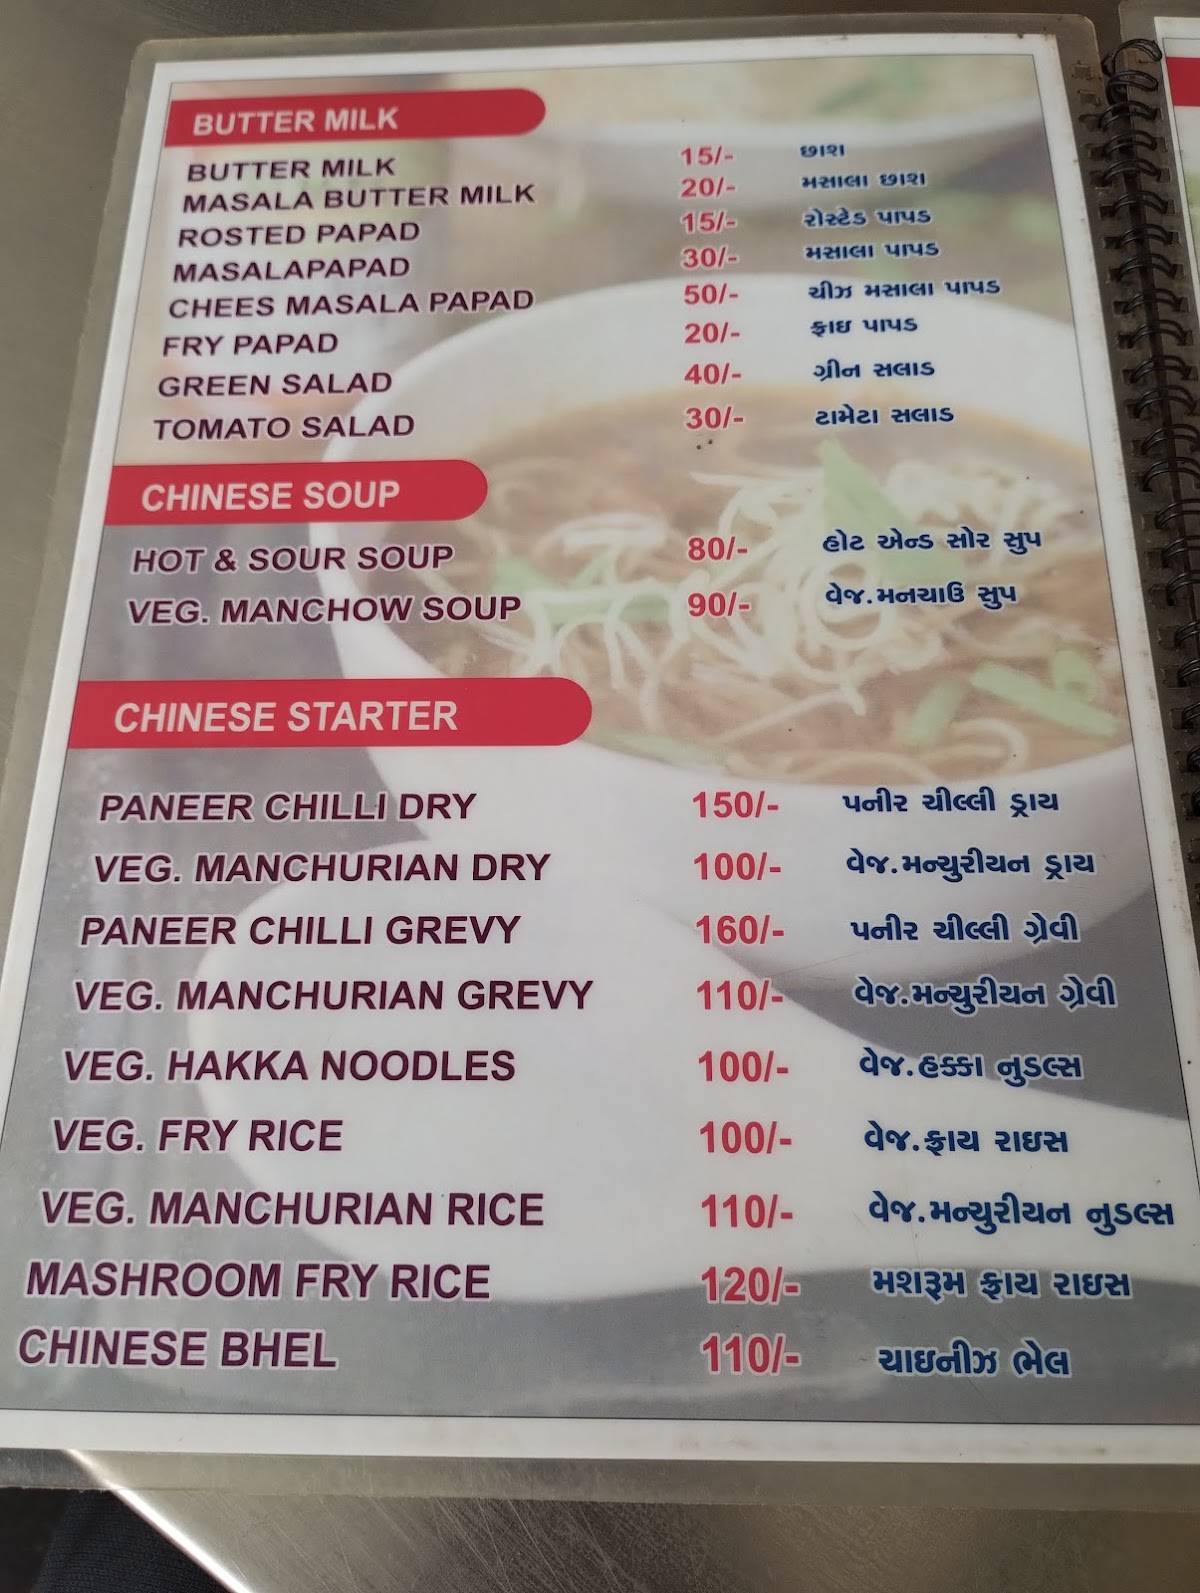 BUTTER MILK
BUTTER MILK 15/- છાશ
MASALA BUTTER MILK 20/- મસાલા છાશ
ROSTED PAPAD 15/- રોસ્ટેડ પાપડ
MASALAPAPAD 30/- મસાલા પાપડ
CHEES MASALA PAPAD 50/- ચીઝ મસાલા પાપડ
FRY PAPAD 20/- ફ્રાઇ પાપડ
GREEN SALAD 40/- ગ્રીન સલાડ
TOMATO SALAD 30/- ટામેટા સલાડ
CHINESE SOUP
HOT & SOUR SOUP 80/- હોટ એન્ડ સોર સુપ
VEG. MANCHOW SOUP 90/- વેજ.મનચાઉ સુપ
CHINESE STARTER
PANEER CHILLI DRY 150/- પનીર ચીલ્લી ડ્રાય
VEG. MANCHURIAN DRY 100/- વેજ.મન્ચુરીયન ડ્રાય
PANEER CHILLI GREVY 160/- પનીર ચીલ્લી ગ્રેવી
VEG. MANCHURIAN GREVY 110/- વેજ.મન્ચુરીયન ગ્રેવી
VEG. HAKKA NOODLES 100/- વેજ.હક્કા નુડલ્સ
VEG. FRY RICE 100/- વેજ.ફ્રાય રાઇસ
VEG. MANCHURIAN RICE 110/- વેજ.મન્ચુરીયન નુડલ્સ
MASHROOM FRY RICE 120/- મશરૂમ ફ્રાય રાઇસ
CHINESE BHEL 110/- ચાઇનીઝ ભેલ